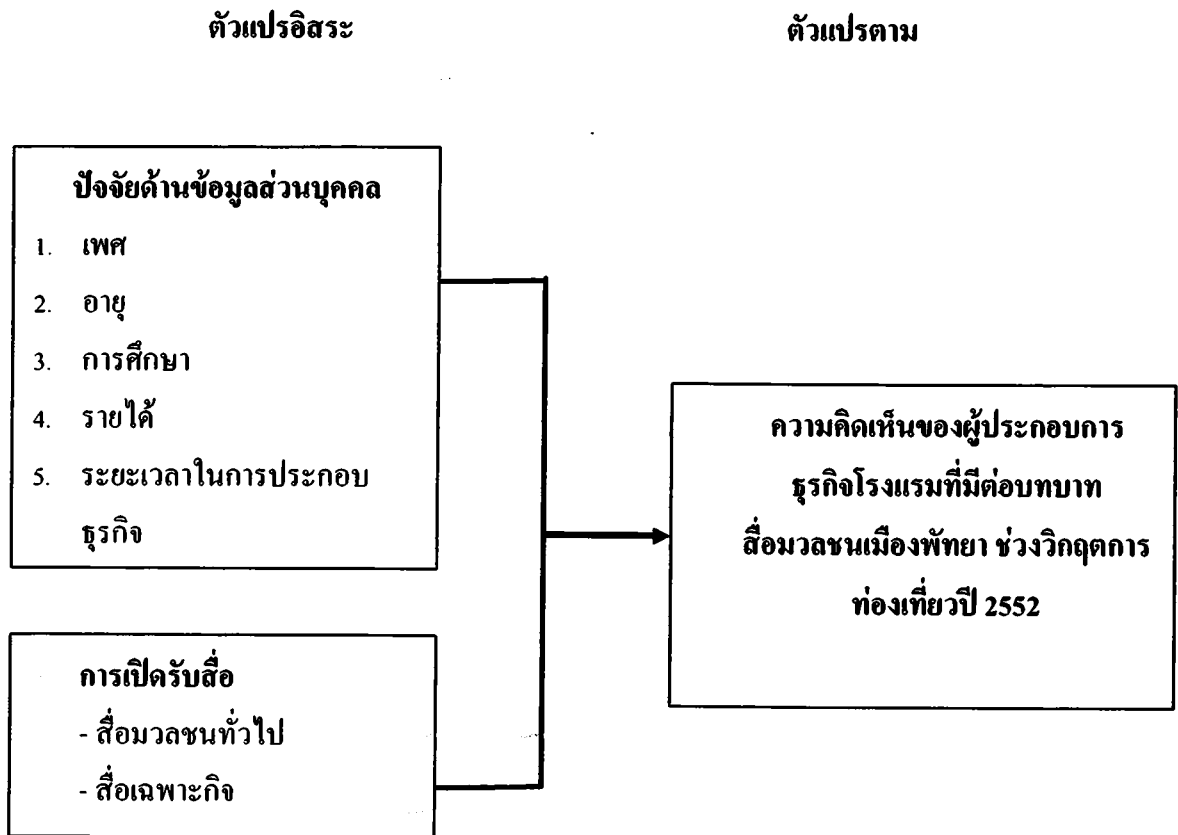 ตัวแปรอิสระ
ตัวแปรตาม
ปัจจัยด้านข้อมูลส่วนบุคคล
1. เพศ
2. อายุ
3. การศึกษา
4. รายได้
5. ระยะเวลาในการประกอบ
ธุรกิจ
การเปิดรับสื่อ
- สื่อมวลชนทั่วไป
- สื่อเฉพาะกิจ
ความคิดเห็นของผู้ประกอบการ
ธุรกิจโรงแรมที่มีต่อบทบาท
สื่อมวลชนเมืองพัทยา ช่วงวิกฤตการ
ท่องเที่ยวปี 2552